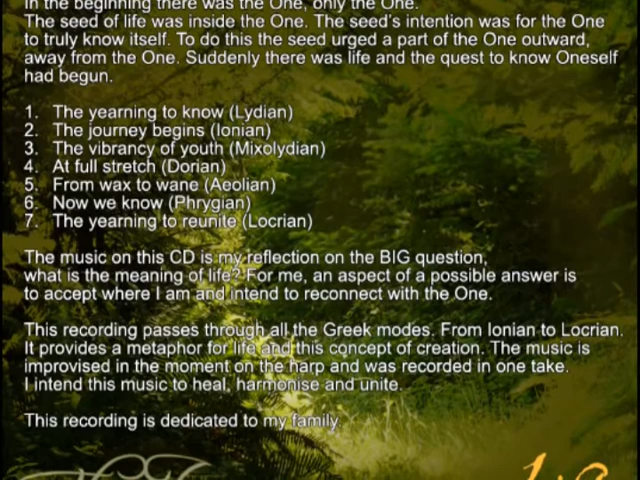 In the beginning there was the One, only the One.
The seed of life was inside the One. The seed's intention was for the One
to truly know itself. To do this the seed urged a part of the One outward,
away from the One. Suddenly there was life and the quest to know Oneself
had begun.
1. The yearning to know (Lydian)
2. The journey begins (Ionian)
3. The vibrancy of youth (Mixolydian)
4. At full stretch (Dorian)
5. From wax to wane (Aeolian)
6. Now we know (Phrygian)
7. The yearning to reunite (Locrian)
The music on this CD is my reflection on the BIG question,
what is the meaning of life? For me, an aspect of a possible answer is
to accept where I am and intend to reconnect with the One.
This recording passes through all the Greek modes. From Ionian to Locrian.
It provides a metaphor for life and this concept of creation. The music is
improvised in the moment on the harp and was recorded in one take.
I intend this music to heal, harmonise and unite.
This recording is dedicated to my family.